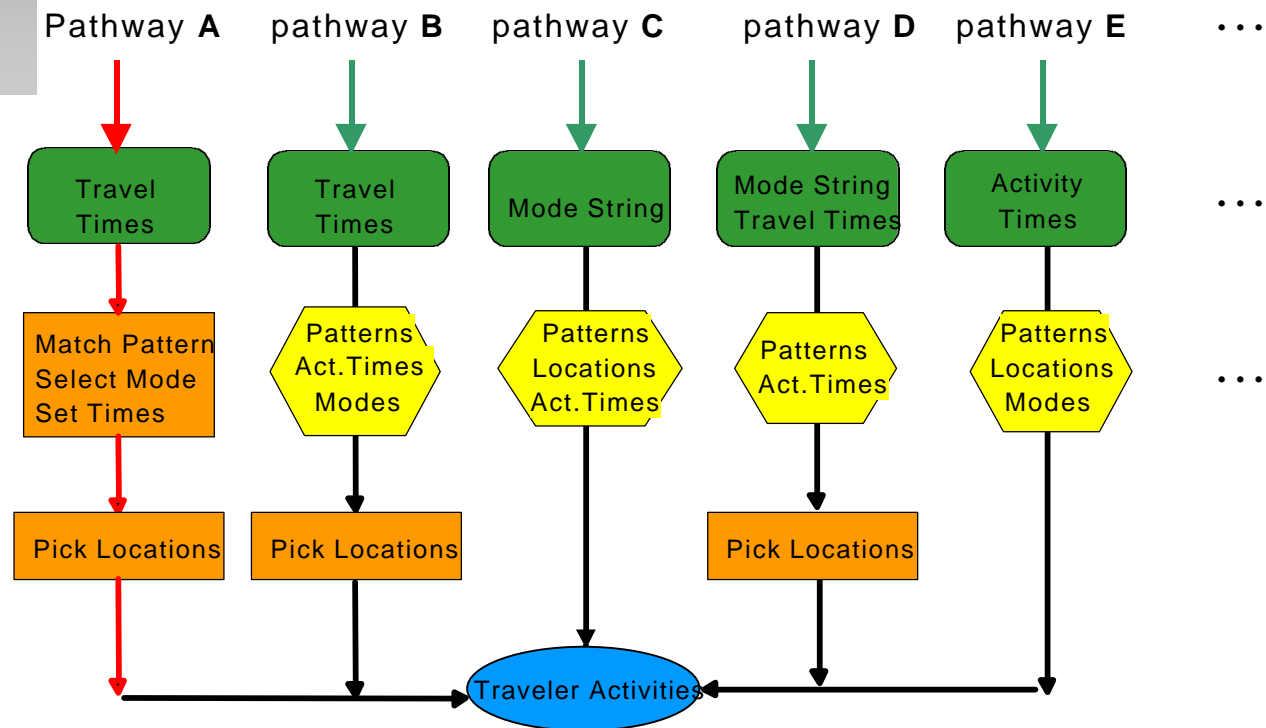 Pathway A
pathway B
pathway C
pathway D
pathway E
...
Travel
Times
Travel
Times
Mode String
Mode String
Travel Times
Activity
Times
...
Match Pattern
Select Mode
Set Times
Patterns
Act.Times
Modes
Patterns
Locations
Act.Times
Patterns
Act.Times
Patterns
Locations
Modes
...
Pick Locations
Pick Locations
Pick Locations
Traveler Activities